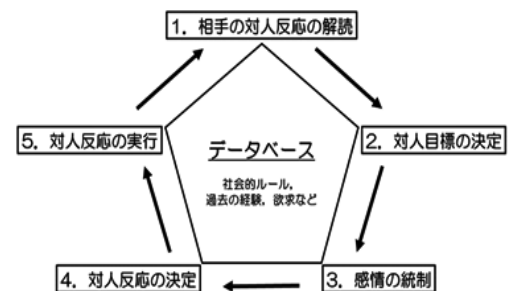 1. 相手の対人反応の解読
5. 対人反応の実行
2. 対人目標の決定
データベース
社会的ルール,
過去の経験, 欲求など
4. 対人反応の決定
3. 感情の統制